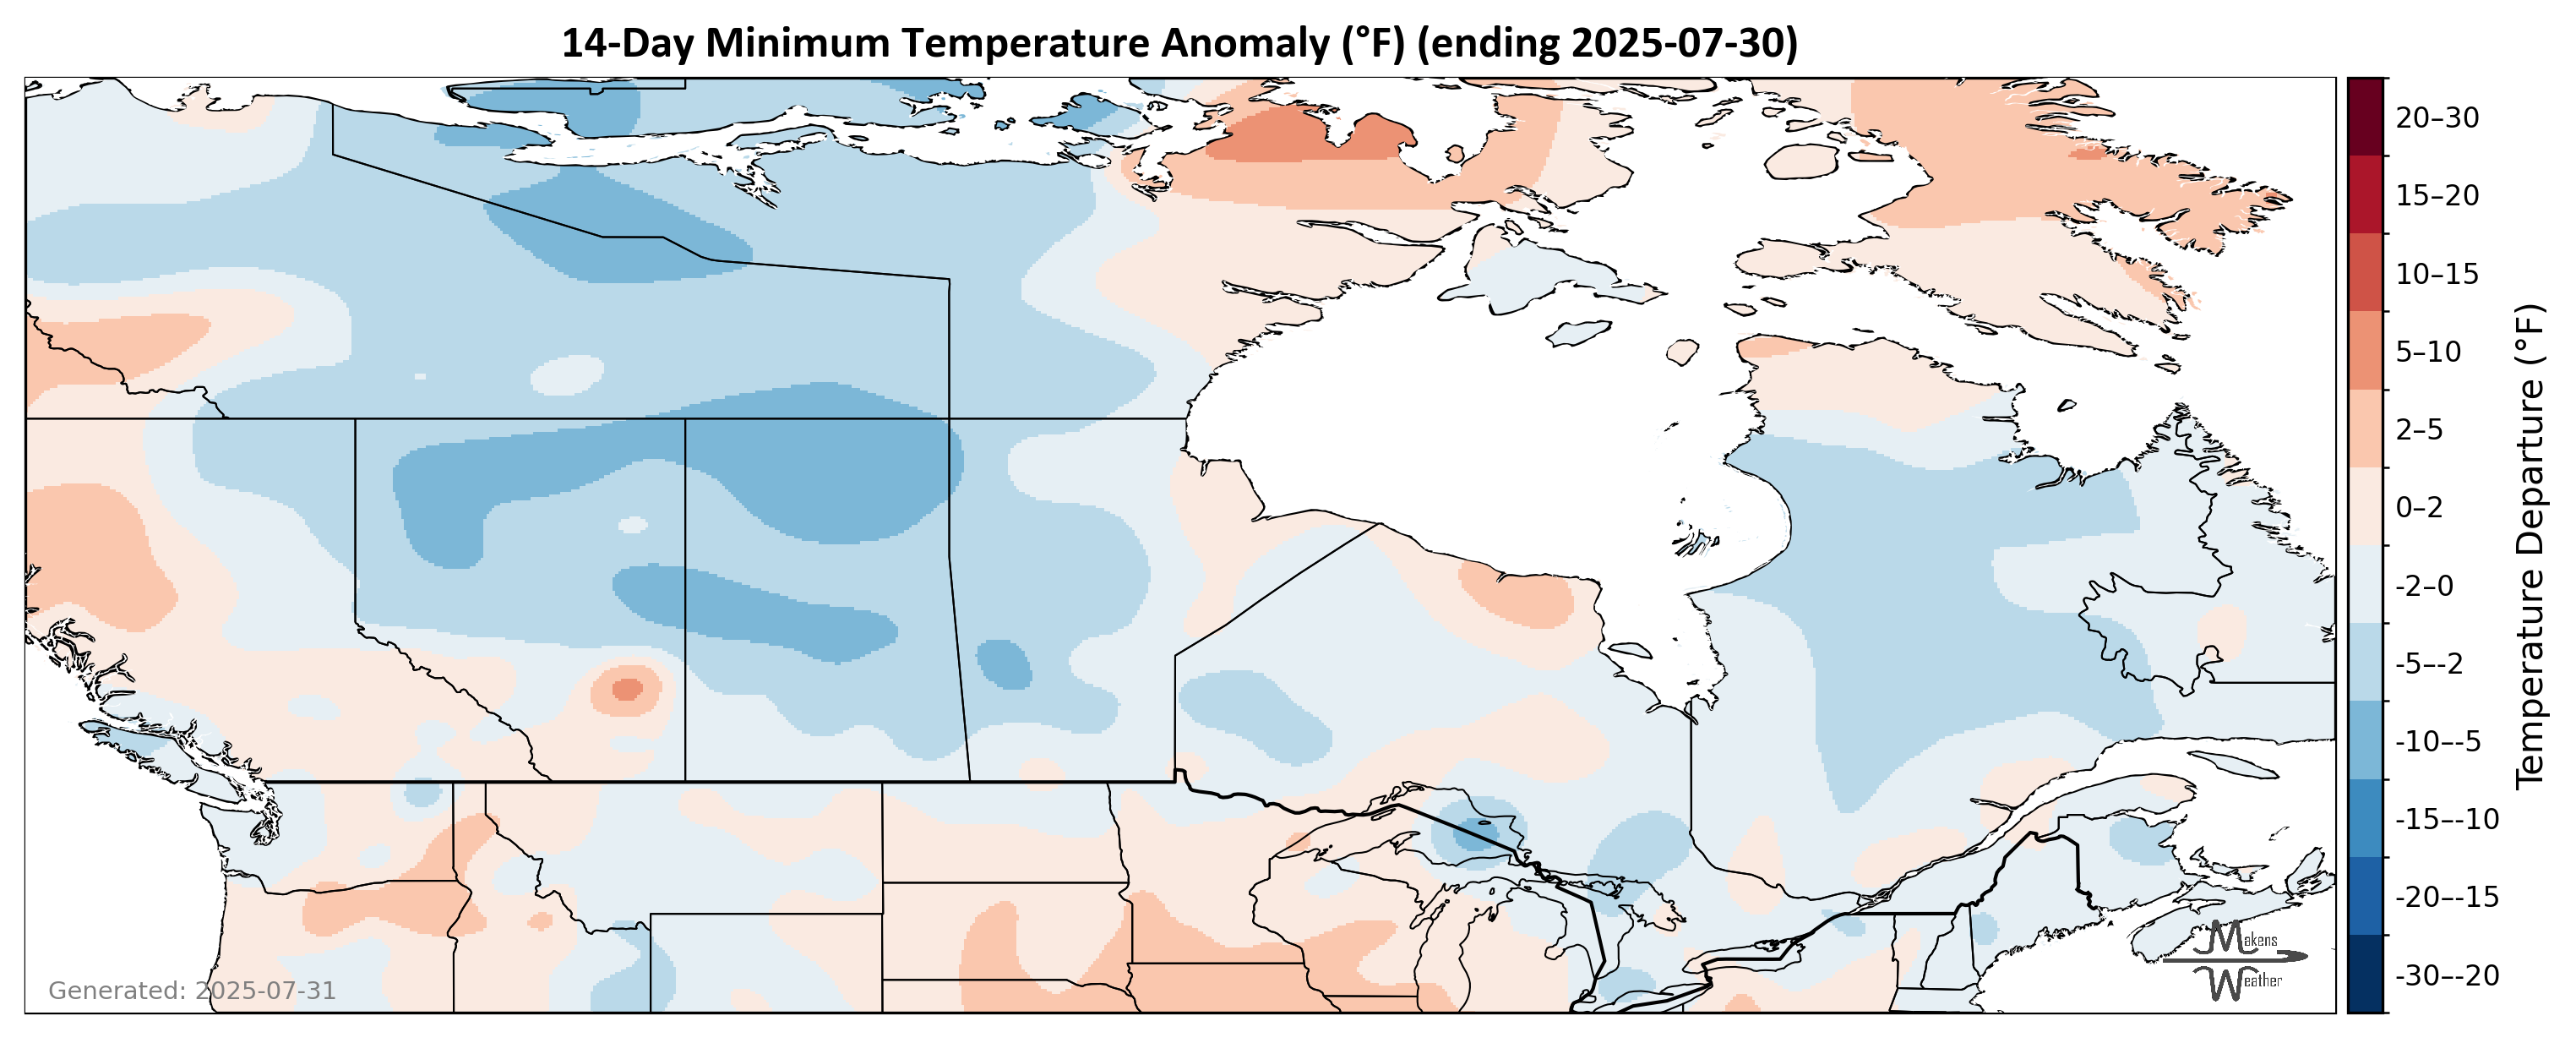 14-Day Minimum Temperature Anomaly (°F) (ending 2025-07-30)
20–30
15–20
10–15
5–10
2–5
0–2
-2–0
-5–-2
-10–-5
-15–-10
-20–-15
-30–-20
Temperature Departure (°F)
Generated: 2025-07-31
Makens
Weather